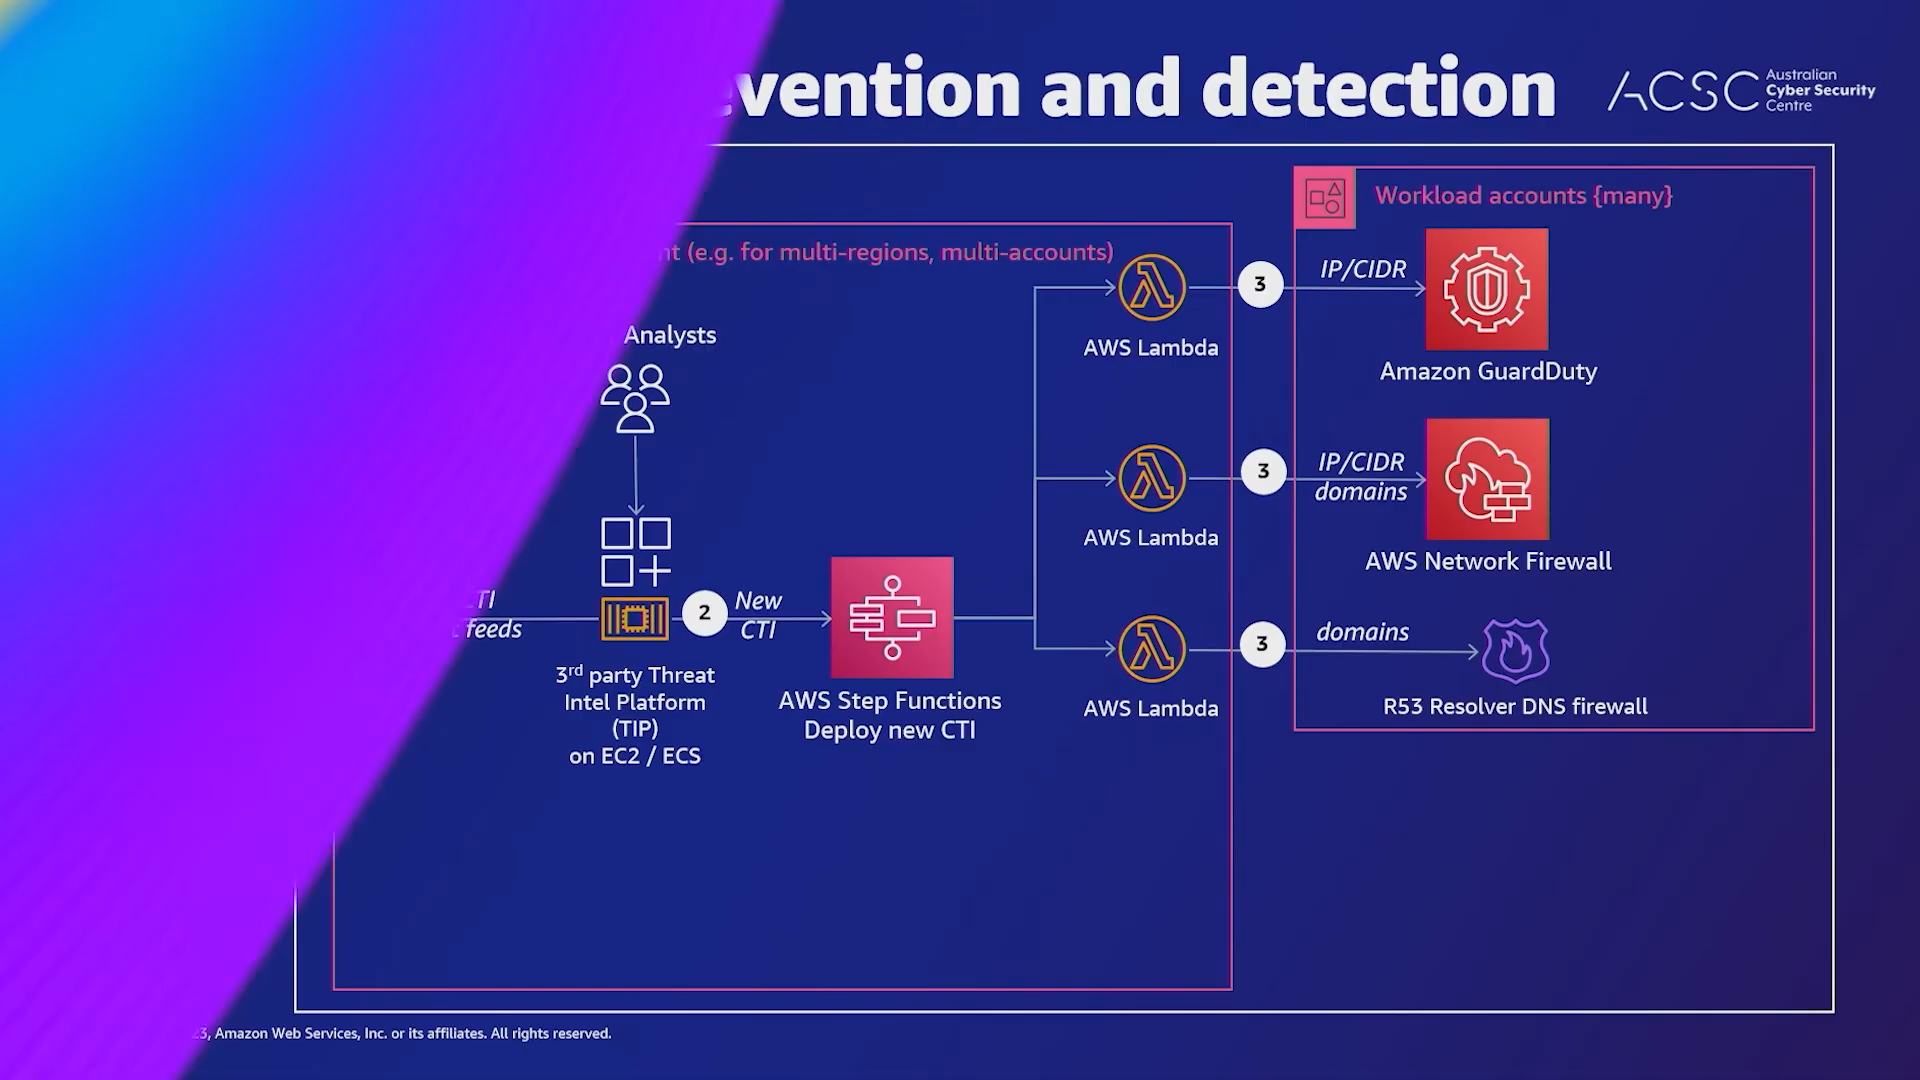 and detection
ACSC
Australian
Cyber Security
Centre
Workload accounts {many}
(e.g. for multi-regions, multi-accounts)
Analysts
3
IP/CIDR
AWS Lambda
Amazon GuardDuty
3
IP/CIDR
domains
AWS Lambda
AWS Network Firewall
feeds
2
New
CTI
3
domains
3rd party Threat
Intel Platform
(TIP)
on EC2 / ECS
AWS Step Functions
Deploy new CTI
AWS Lambda
R53 Resolver DNS firewall
Amazon Web Services, Inc. or its affiliates. All rights reserved.